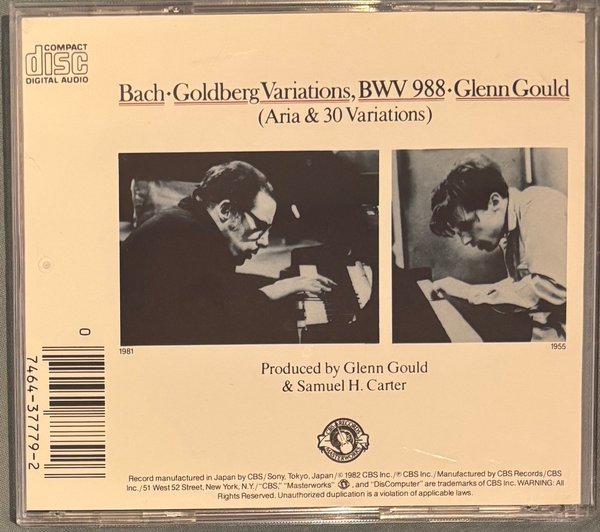 COMPACT
disc
DIGITAL AUDIO
Bach·Goldberg Variations, BWV 988·Glenn Gould
(Aria & 30 Variations)
1981
1955
Produced by Glenn Gould
& Samuel H. Carter
0
7464-37779-2
CBS RECORDS
MASTERWORKS
Record manufactured in Japan by CBS/Sony, Tokyo, Japan/© 1982 CBS Inc./℗ CBS Inc./Manufactured by CBS Records/CBS
Inc./51 West 52 Street, New York, N.Y./"CBS," "Masterworks" , and "DisComputer" are trademarks of CBS Inc. WARNING: All
Rights Reserved. Unauthorized duplication is a violation of applicable laws.